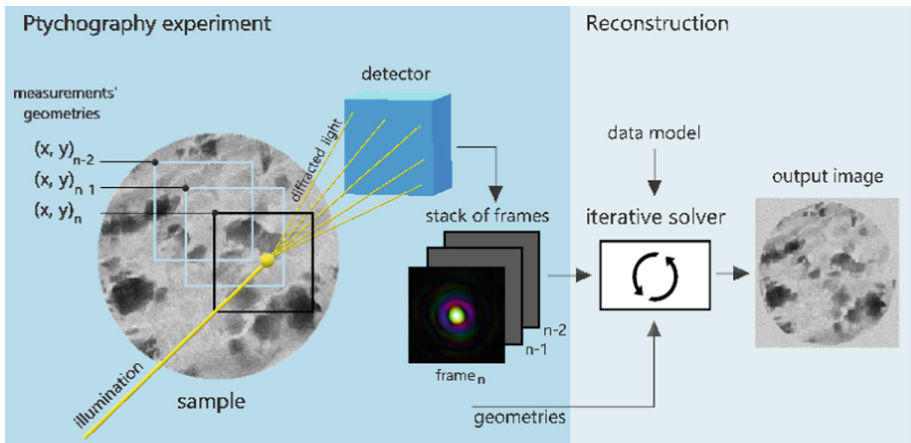 Ptychography experiment
Reconstruction
measurements'
geometries
(x, y)n-2
(x, y)n-1
(x, y)n
diffracted light
detector
illumination
sample
stack of frames
n-2
n-1
frame n
data model
iterative solver
geometries
output image